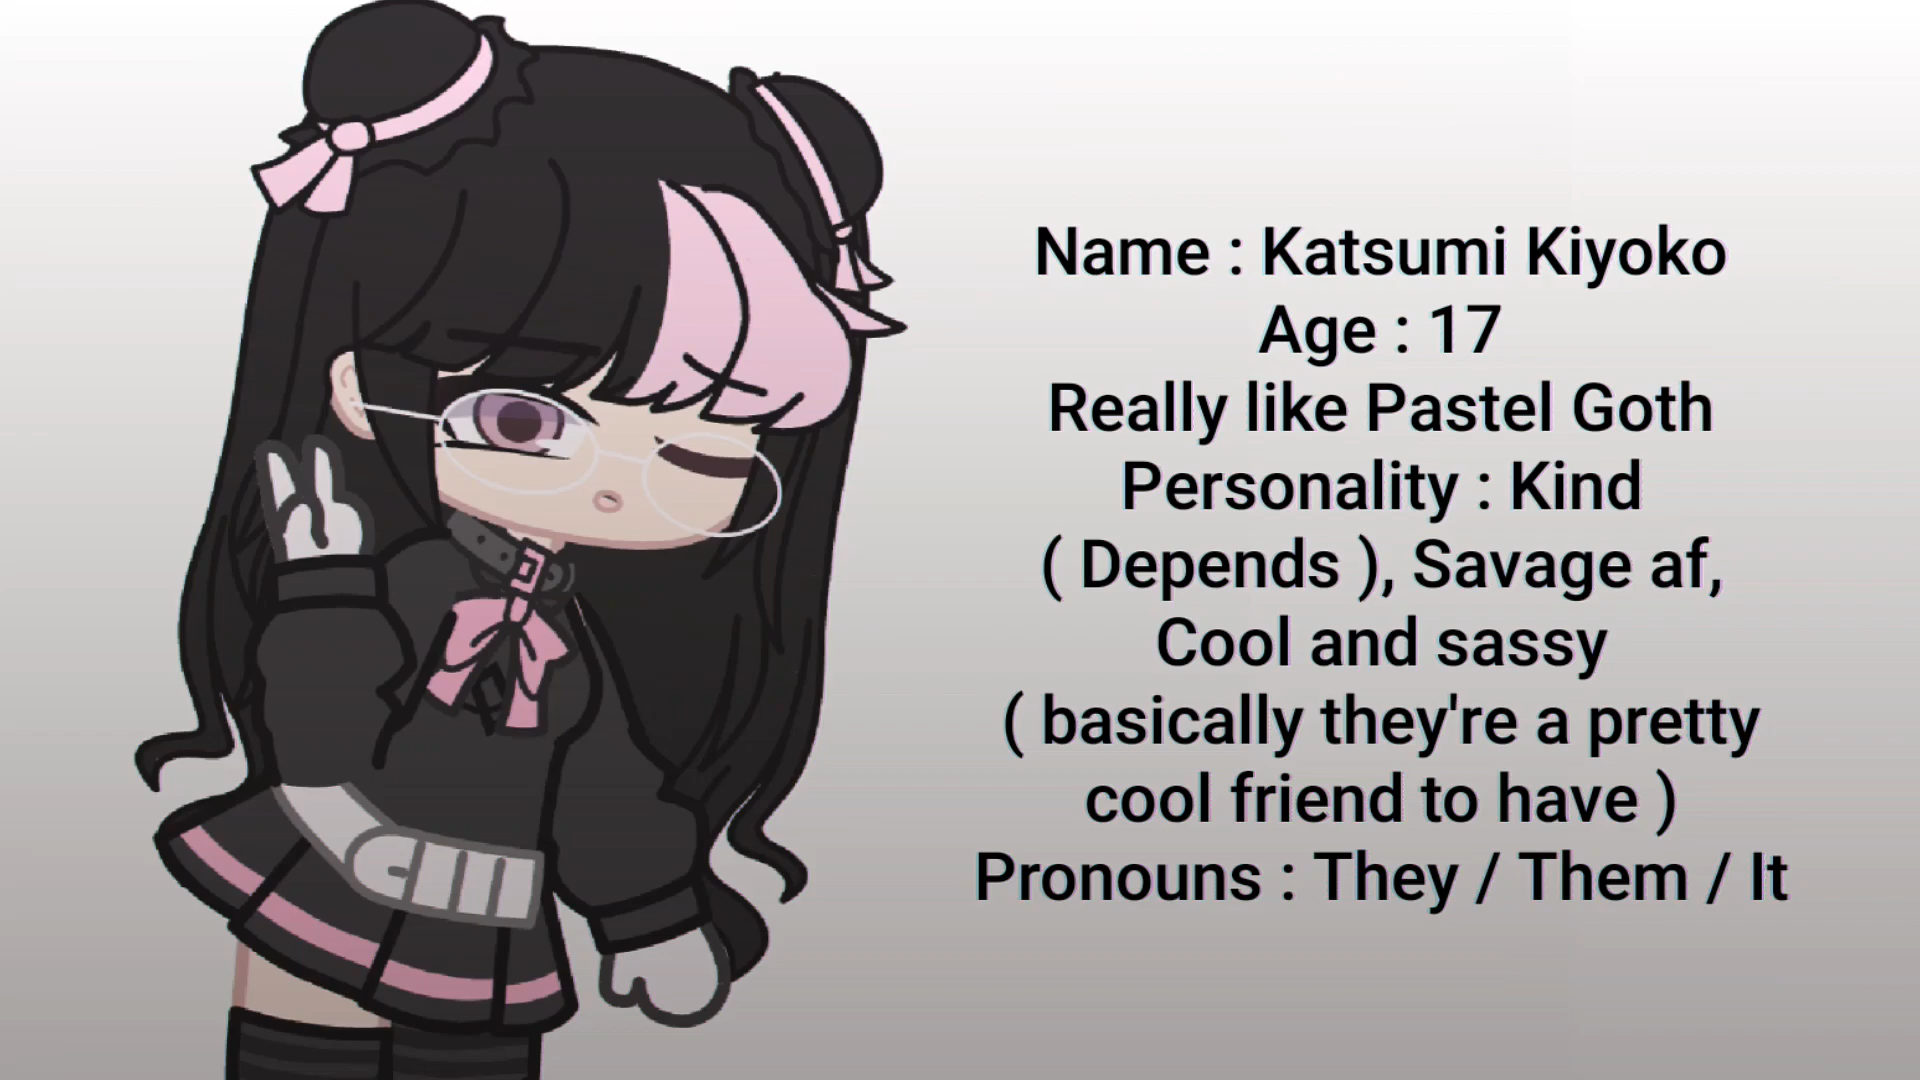 Name : Katsumi Kiyoko
Age : 17
Really like Pastel Goth
Personality : Kind
( Depends ), Savage af,
Cool and sassy
( basically they're a pretty
cool friend to have )
Pronouns : They / Them / It